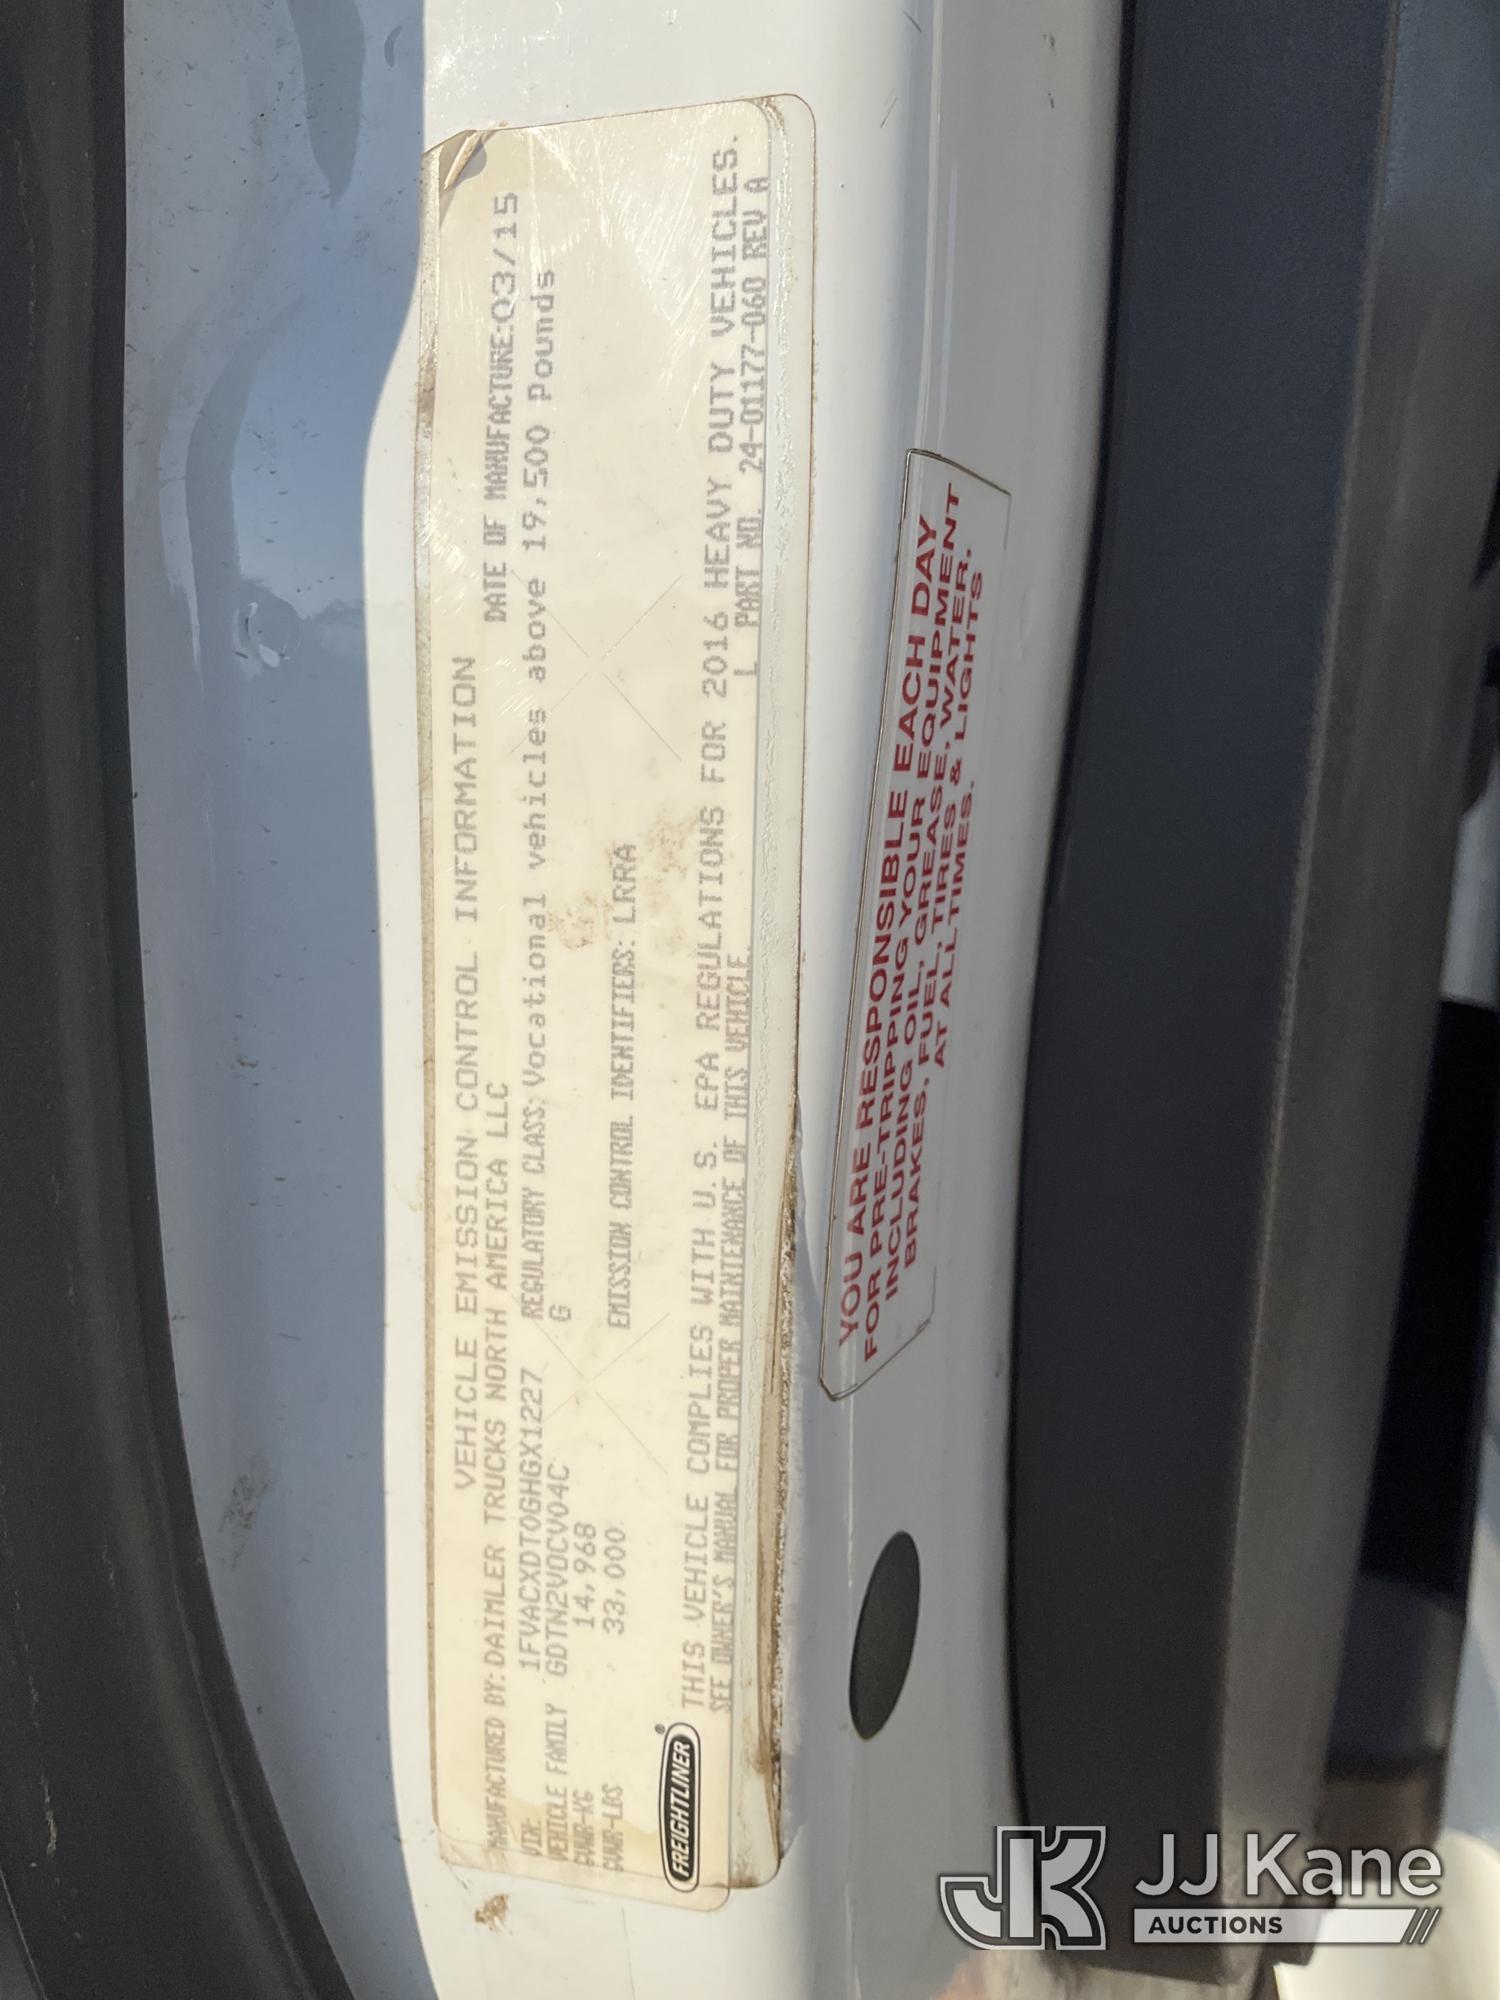 VEHICLE EMISSION CONTROL INFORMATION
MANUFACTURED BY: DAIMLER TRUCKS NORTH AMERICA LLC DATE OF MANUFACTURE: 03/15
VIN: 1FVACXDT0GHGX1227 REGULATORY CLASS: Vocational vehicles above 19,500 Pounds
VEHICLE FAMILY GDTN2VOCV04C G
GVWR-KG 14,968
GVWR-LBS 33,000 EMISSION CONTROL IDENTIFIERS: LRRA
FREIGHTLINER®
THIS VEHICLE COMPLIES WITH U.S. EPA REGULATIONS FOR 2016 HEAVY DUTY VEHICLES.
SEE OWNER'S MANUAL FOR PROPER MAINTENANCE OF THIS VEHICLE. L PART NO. 24-01177-060 REV A
YOU ARE RESPONSIBLE EACH DAY
FOR PRE-TRIPPING YOUR EQUIPMENT
INCLUDING OIL, GREASE, WATER,
BRAKES, FUEL, TIRES & LIGHTS
AT ALL TIMES.
JK JJ Kane
AUCTIONS